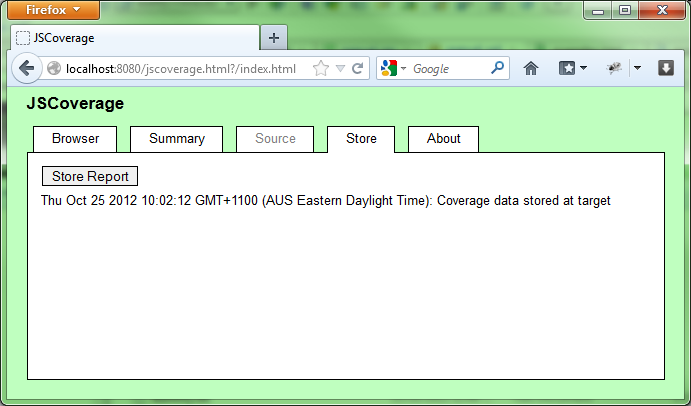 Firefox
JSCoverage
localhost:8080/jscoverage.html?/index.html
Google
JSCoverage
Browser
Summary
Source
Store
About
Store Report
Thu Oct 25 2012 10:02:12 GMT+1100 (AUS Eastern Daylight Time): Coverage data stored at target